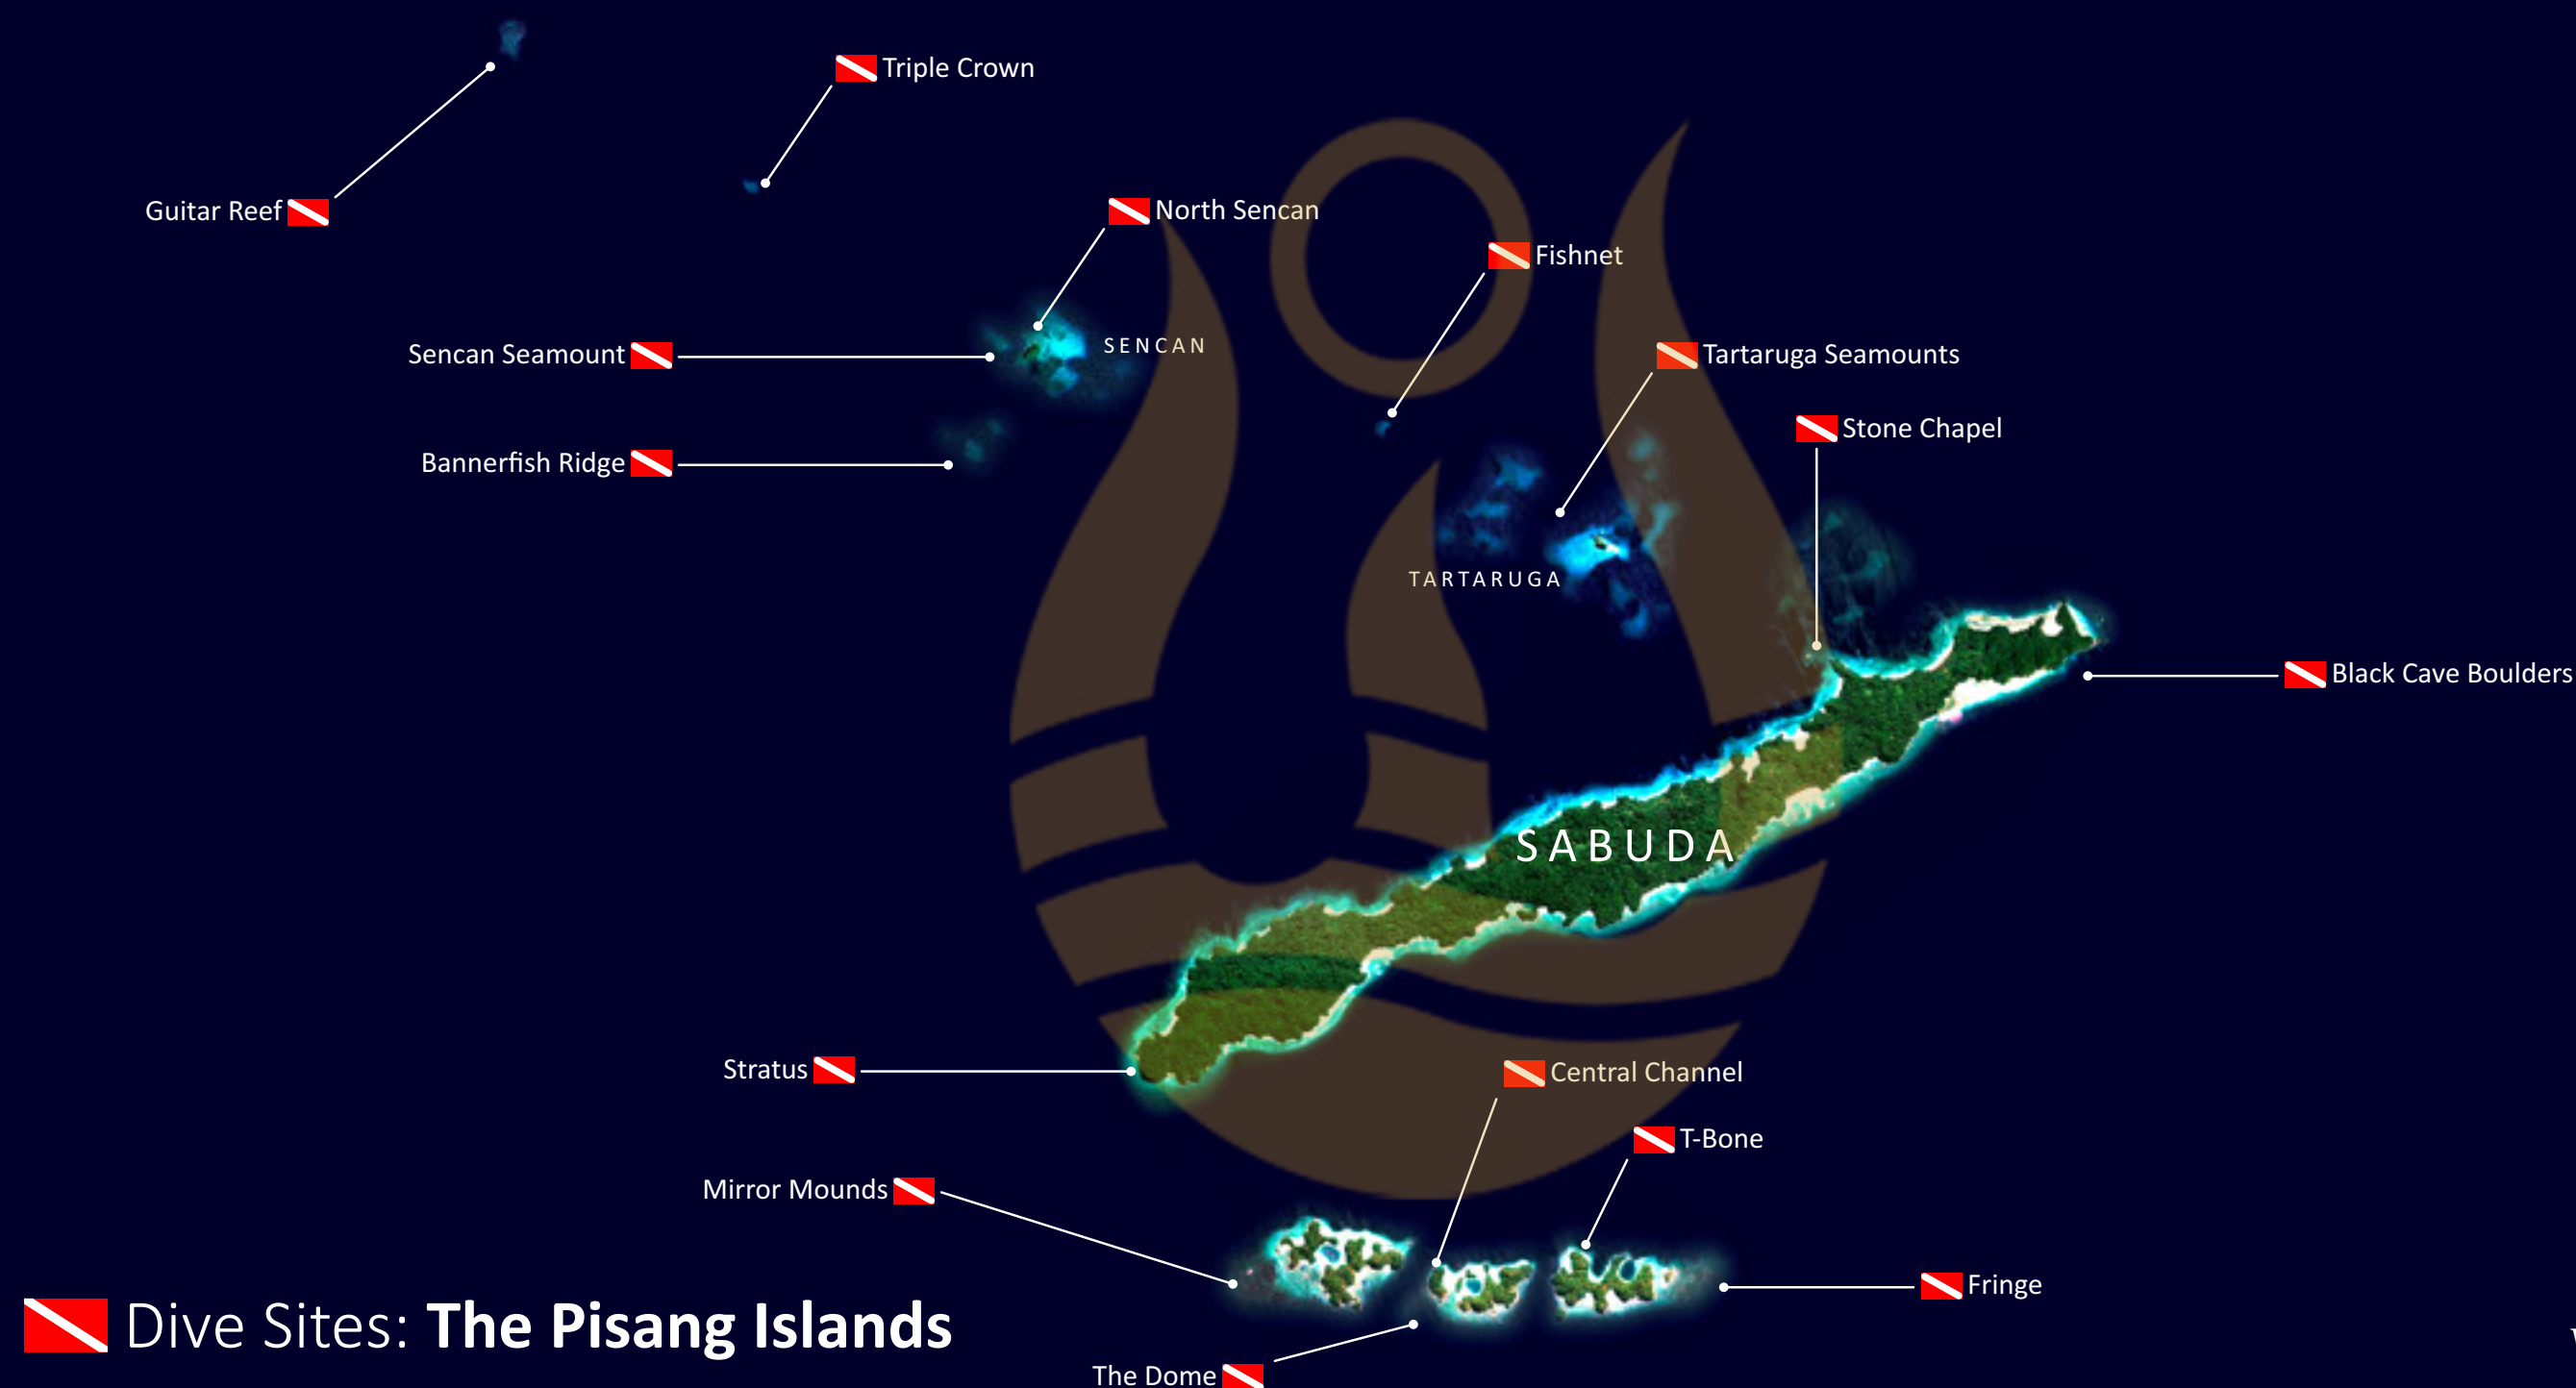 Triple Crown
Guitar Reef
North Sencan
Fishnet
SENCAN
Sencan Seamount
Tartaruga Seamounts
Stone Chapel
Bannerfish Ridge
TARTARUGA
Black Cave Boulders
SABUDA
Stratus
Central Channel
T-Bone
Mirror Mounds
Fringe
Dive Sites: The Pisang Islands
The Dome